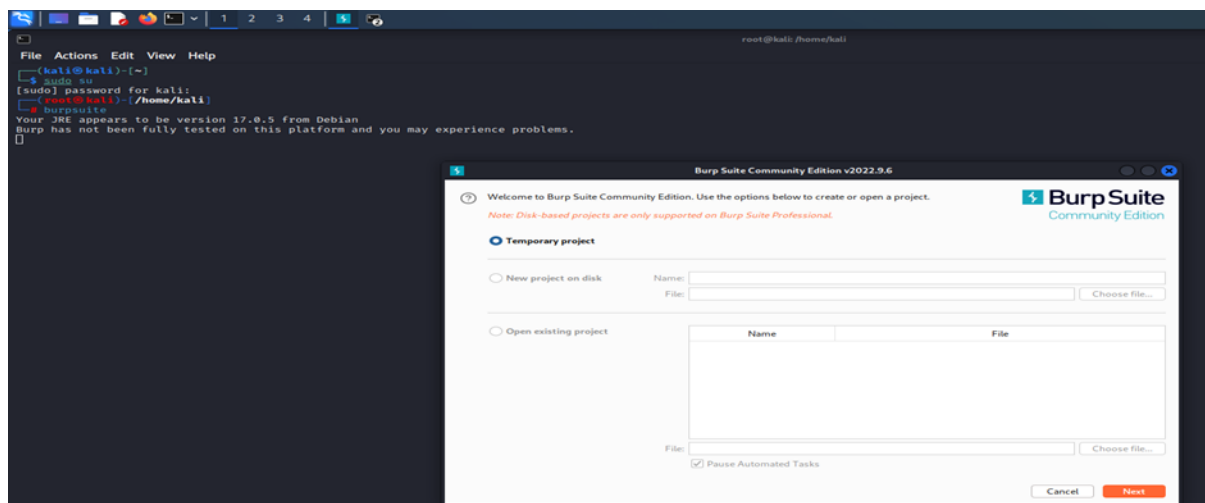 1 2 3 4
root@kali: /home/kali
File Actions Edit View Help
(kali㉿kali)-[~]
$ sudo su
[sudo] password for kali:
(root㉿kali)-[/home/kali]
# burpsuite
Your JRE appears to be version 17.0.5 from Debian
Burp has not been fully tested on this platform and you may experience problems.
Burp Suite Community Edition v2022.9.6
Welcome to Burp Suite Community Edition. Use the options below to create or open a project.
Note: Disk-based projects are only supported on Burp Suite Professional.
Burp Suite
Community Edition
Temporary project
New project on disk Name:
File: Choose file...
Open existing project Name File
File: Choose file...
Pause Automated Tasks
Cancel Next